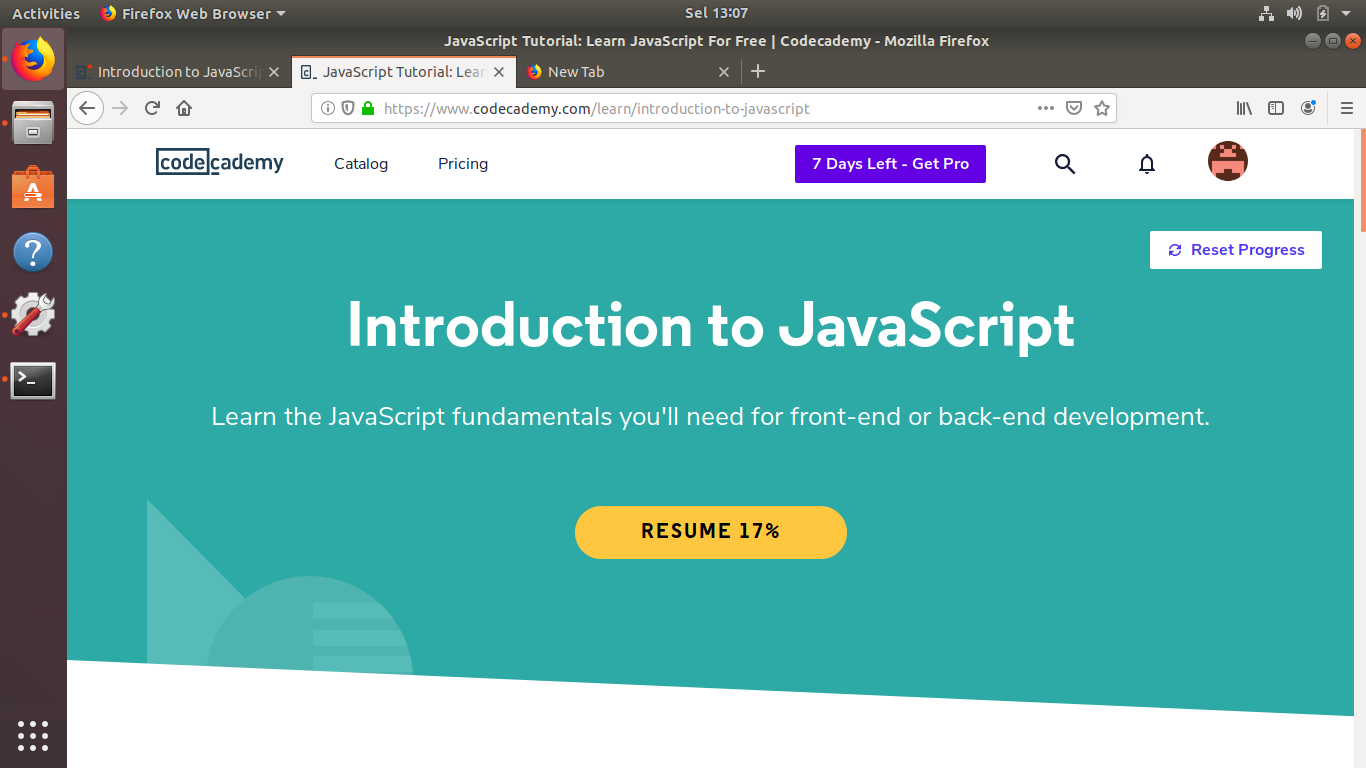 Activities Firefox Web Browser Sel 13:07
JavaScript Tutorial: Learn JavaScript For Free | Codecademy - Mozilla Firefox
Introduction to JavaScrip JavaScript Tutorial: Lear New Tab
https://www.codecademy.com/learn/introduction-to-javascript
codecademy Catalog Pricing 7 Days Left - Get Pro
Reset Progress
Introduction to JavaScript
Learn the JavaScript fundamentals you'll need for front-end or back-end development.
RESUME 17%